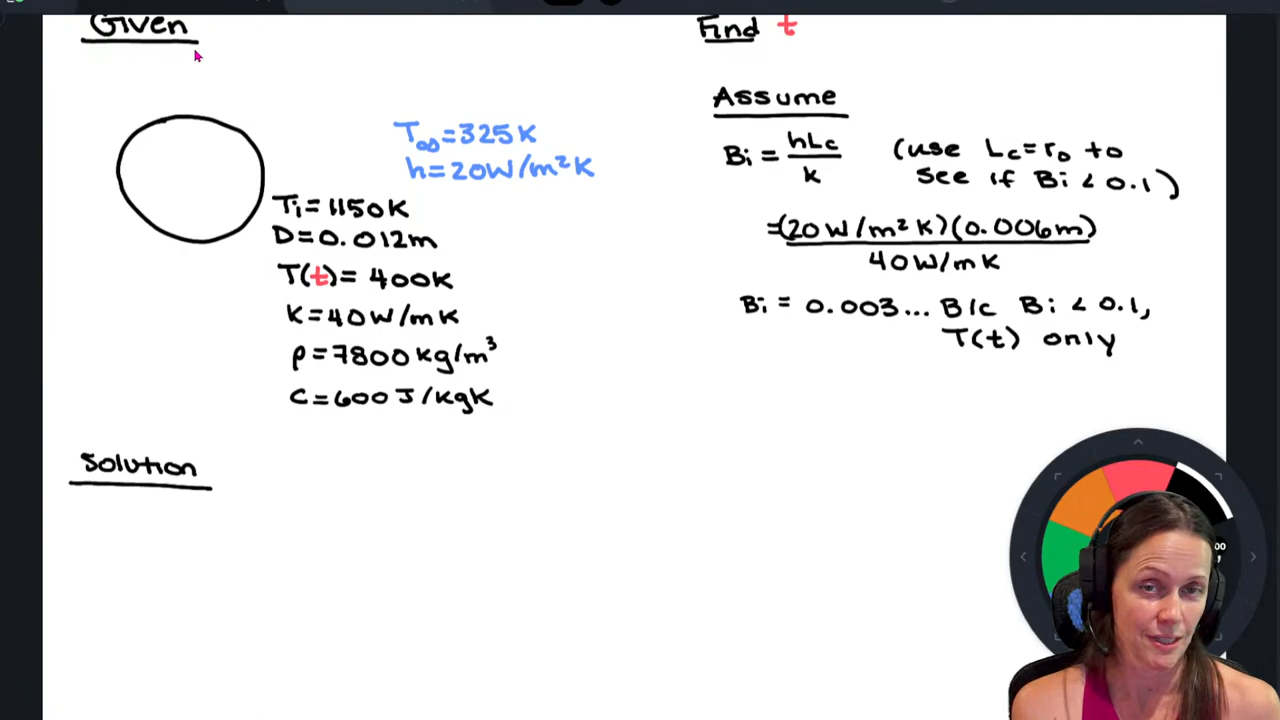 Given
Find t
Assume
T∞=325K
h=20W/m²K
Bi = hLc/k (use Lc=ro to
see if Bi < 0.1)
Ti=1150K
D=0.012m
T(t)= 400K
K=40W/mK
ρ=7800kg/m³
C=600J/kgK
=(20W/m²K)(0.006m)
40W/mK
Bi = 0.003... B/c Bi < 0.1,
T(t) only
Solution